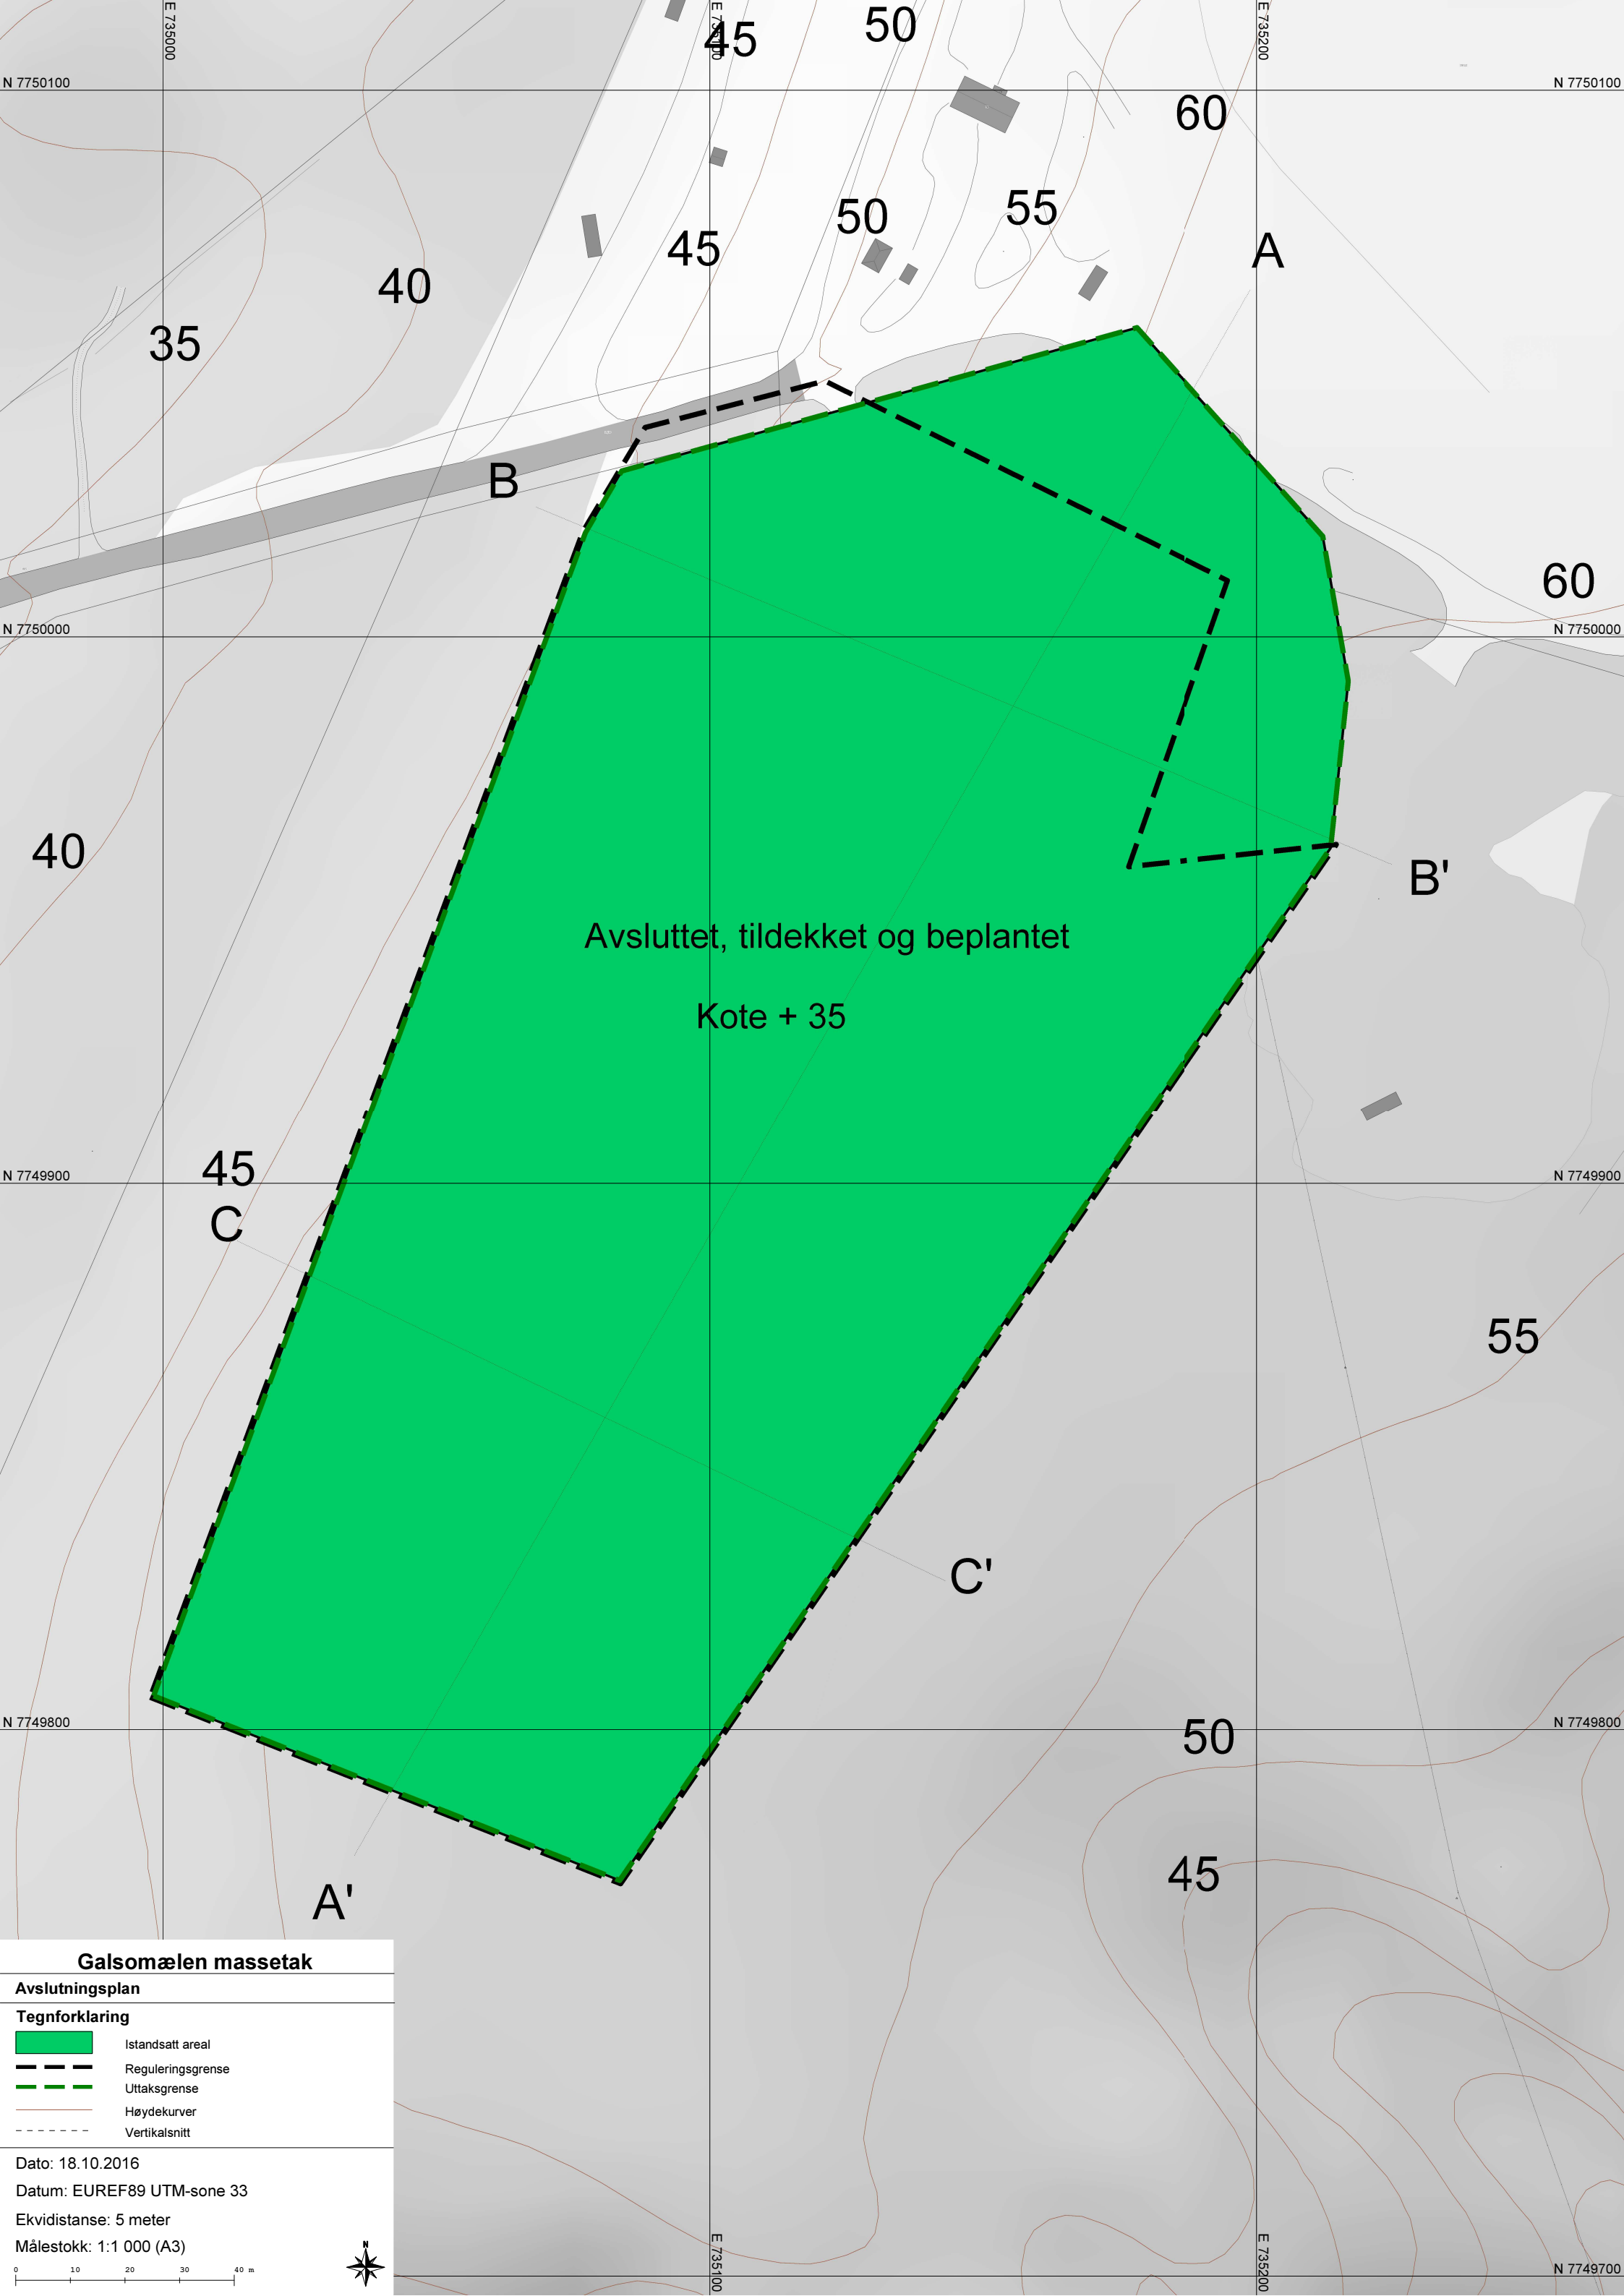 E 735000
E 735100
E 735200
45
50
N 7750100
N 7750100
60
55
50
45
A
40
35
B
60
N 7750000
N 7750000
40
B'
Avsluttet, tildekket og beplantet
Kote + 35
45
N 7749900
N 7749900
C
55
C'
N 7749800
50
N 7749800
45
A'
Galsomælen massetak
Avslutningsplan
Tegnforklaring
Istandsatt areal
Reguleringsgrense
Uttaksgrense
Høydekurver
Vertikalsnitt
Dato: 18.10.2016
Datum: EUREF89 UTM-sone 33
Ekvidistanse: 5 meter
Målestokk: 1:1 000 (A3)
N
0 10 20 30 40 m
E 735100
E 735200
N 7749700